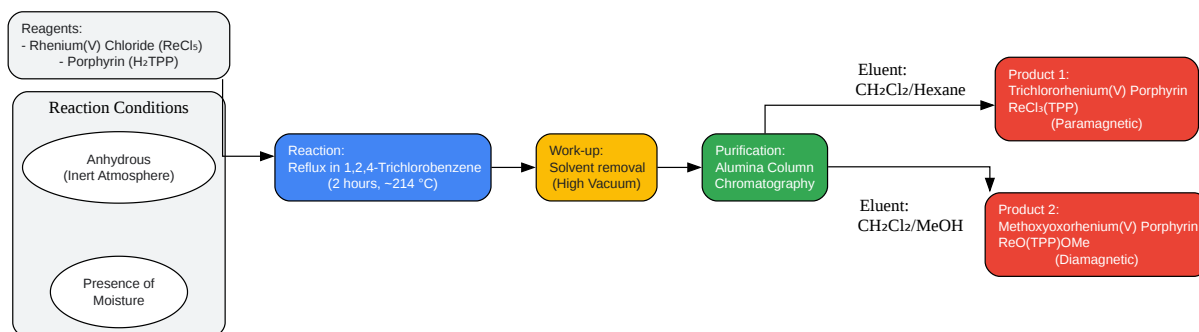 Reagents:
- Rhenium(V) Chloride (ReCl₅)
- Porphyrin (H₂TPP)
Reaction Conditions
Anhydrous
(Inert Atmosphere)
Presence of
Moisture
Reaction:
Reflux in 1,2,4-Trichlorobenzene
(2 hours, ~214 °C)
Work-up:
Solvent removal
(High Vacuum)
Purification:
Alumina Column
Chromatography
Eluent:
CH₂Cl₂/Hexane
Eluent:
CH₂Cl₂/MeOH
Product 1:
Trichlororhenium(V) Porphyrin
ReCl₃(TPP)
(Paramagnetic)
Product 2:
Methoxyoxorhenium(V) Porphyrin
ReO(TPP)OMe
(Diamagnetic)